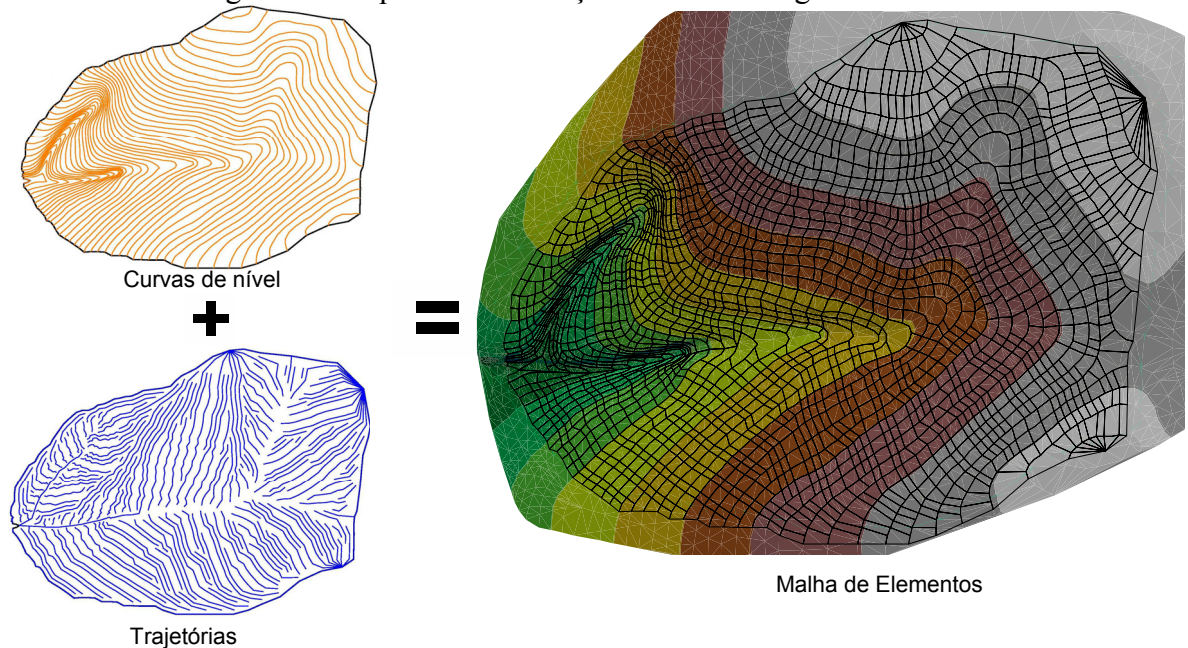 Curvas de nível
+
=
Trajetórias
Malha de Elementos